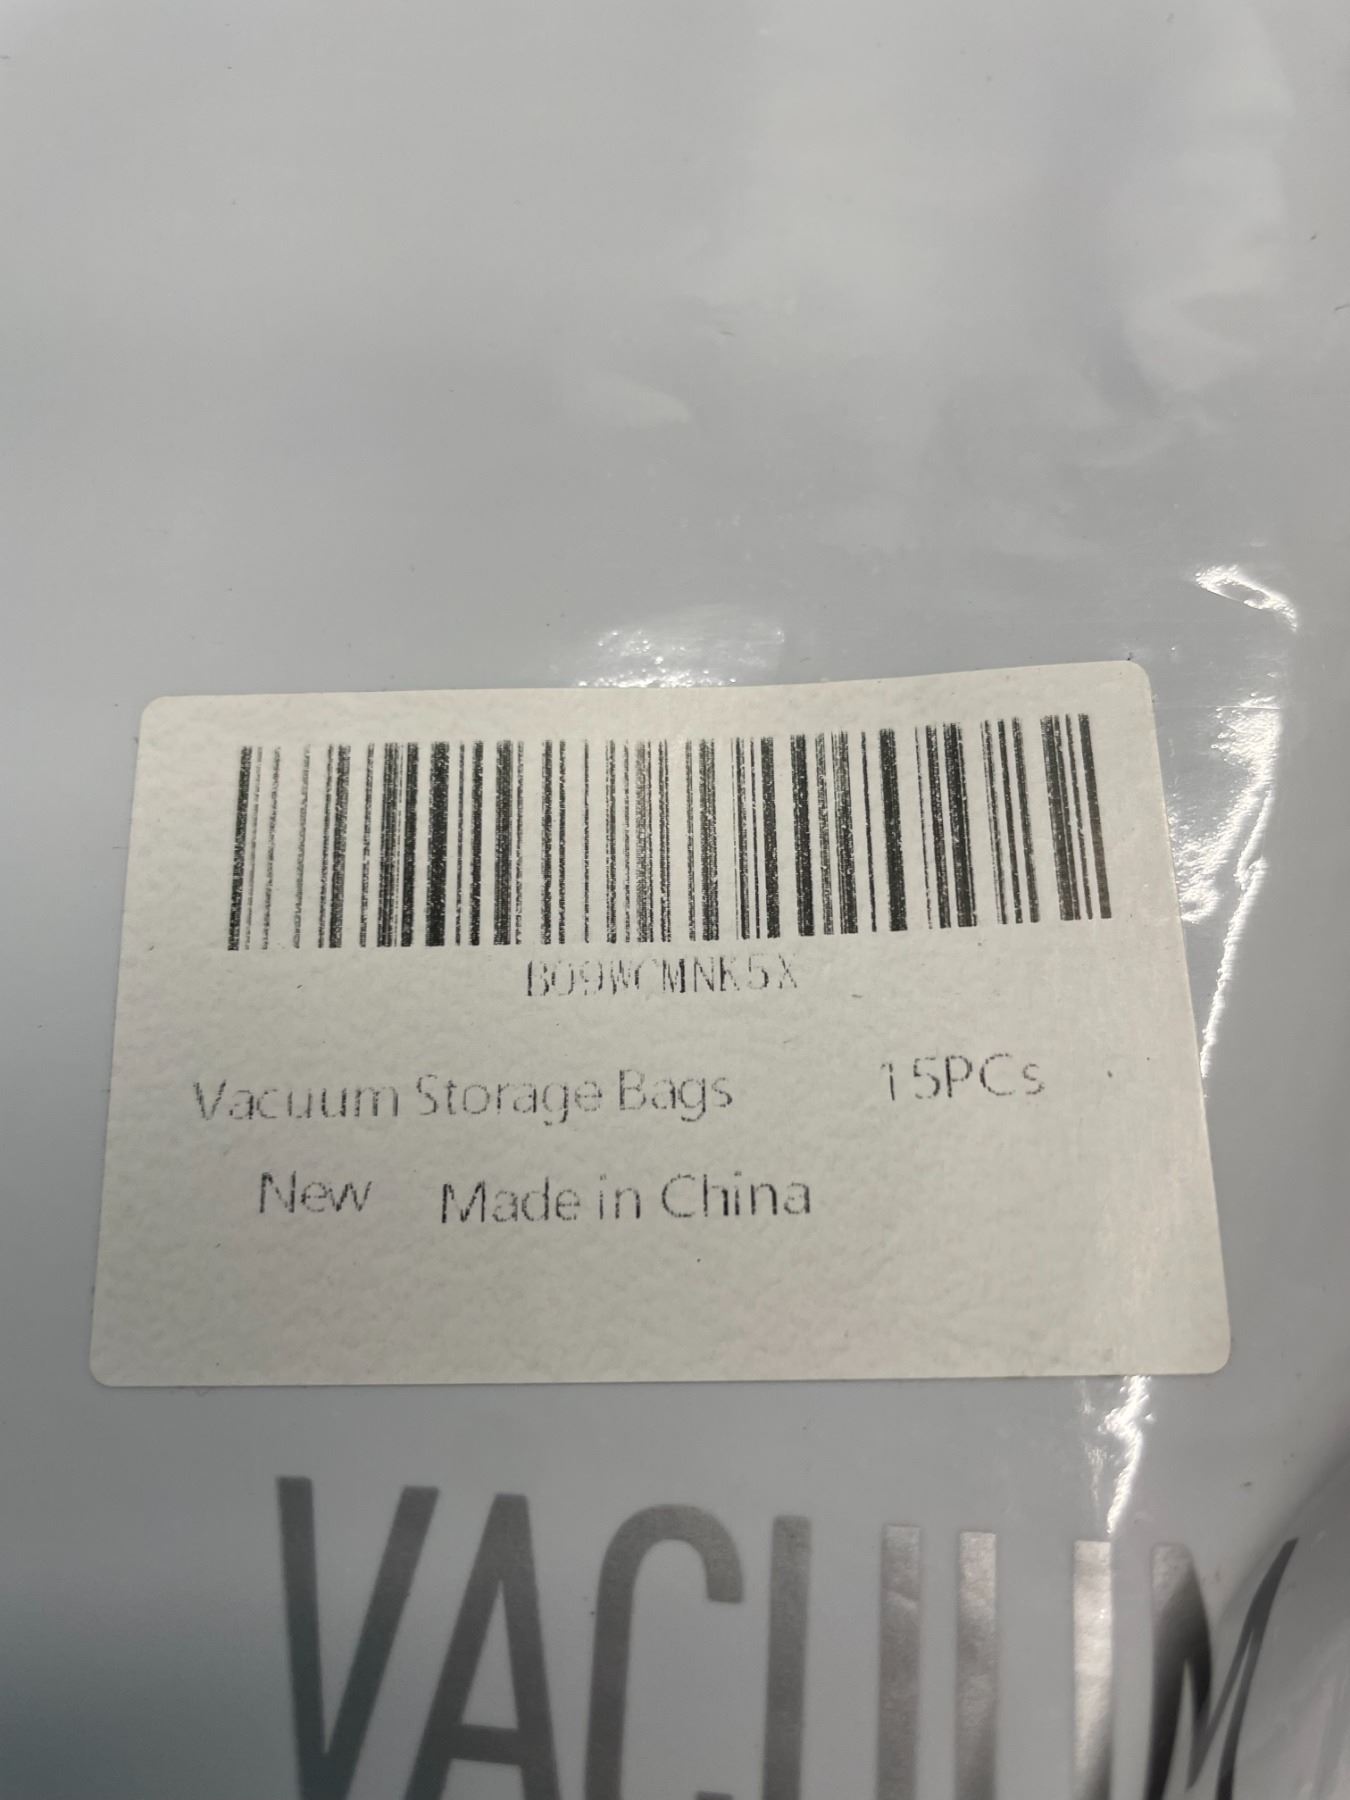 B09WCMNK5X
Vacuum Storage Bags 15PCs
New Made in China
VACUUM